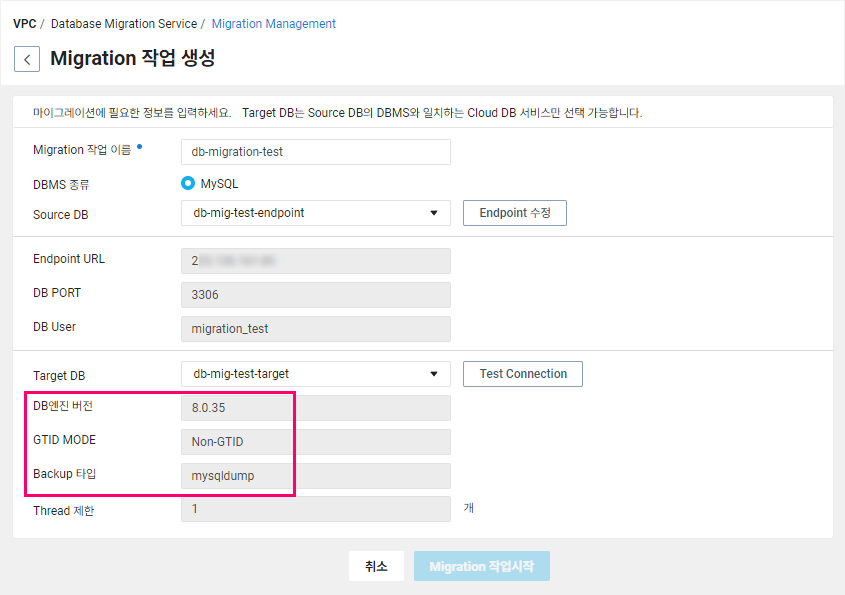 VPC / Database Migration Service / Migration Management
Migration 작업 생성
마이그레이션에 필요한 정보를 입력하세요. Target DB는 Source DB의 DBMS와 일치하는 Cloud DB 서비스만 선택 가능합니다.
Migration 작업 이름 db-migration-test
DBMS 종류 MySQL
Source DB db-mig-test-endpoint Endpoint 수정
Endpoint URL 2
DB PORT 3306
DB User migration_test
Target DB db-mig-test-target Test Connection
DB엔진 버전 8.0.35
GTID MODE Non-GTID
Backup 타입 mysqldump
Thread 제한 1 개
취소 Migration 작업시작